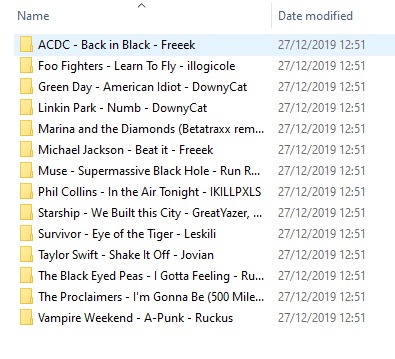 Name Date modified
ACDC - Back in Black - Freeek 27/12/2019 12:51
Foo Fighters - Learn To Fly - illogicole 27/12/2019 12:51
Green Day - American Idiot - DownyCat 27/12/2019 12:51
Linkin Park - Numb - DownyCat 27/12/2019 12:51
Marina and the Diamonds (Betatraxx rem... 27/12/2019 12:51
Michael Jackson - Beat it - Freeek 27/12/2019 12:51
Muse - Supermassive Black Hole - Run R... 27/12/2019 12:51
Phil Collins - In the Air Tonight - IKILLPXLS 27/12/2019 12:51
Starship - We Built this City - GreatYazer, ... 27/12/2019 12:51
Survivor - Eye of the Tiger - Leskili 27/12/2019 12:51
Taylor Swift - Shake It Off - Jovian 27/12/2019 12:51
The Black Eyed Peas - I Gotta Feeling - Ru... 27/12/2019 12:51
The Proclaimers - I'm Gonna Be (500 Mile... 27/12/2019 12:51
Vampire Weekend - A-Punk - Ruckus 27/12/2019 12:51